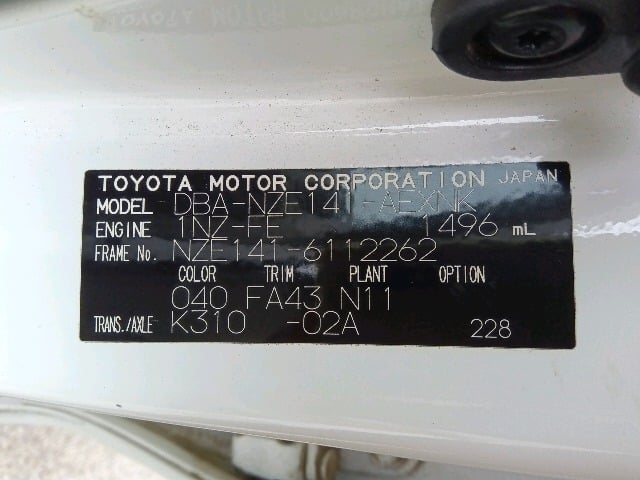 TOYOTA MOTOR CORPORATION JAPAN
MODEL DBA-NZE141-AEXNK
ENGINE 1NZ-FE 1496 mL
FRAME No. NZE141-6112262
COLOR TRIM PLANT OPTION
040 FA43 N11
TRANS./AXLE K310 -02A 228